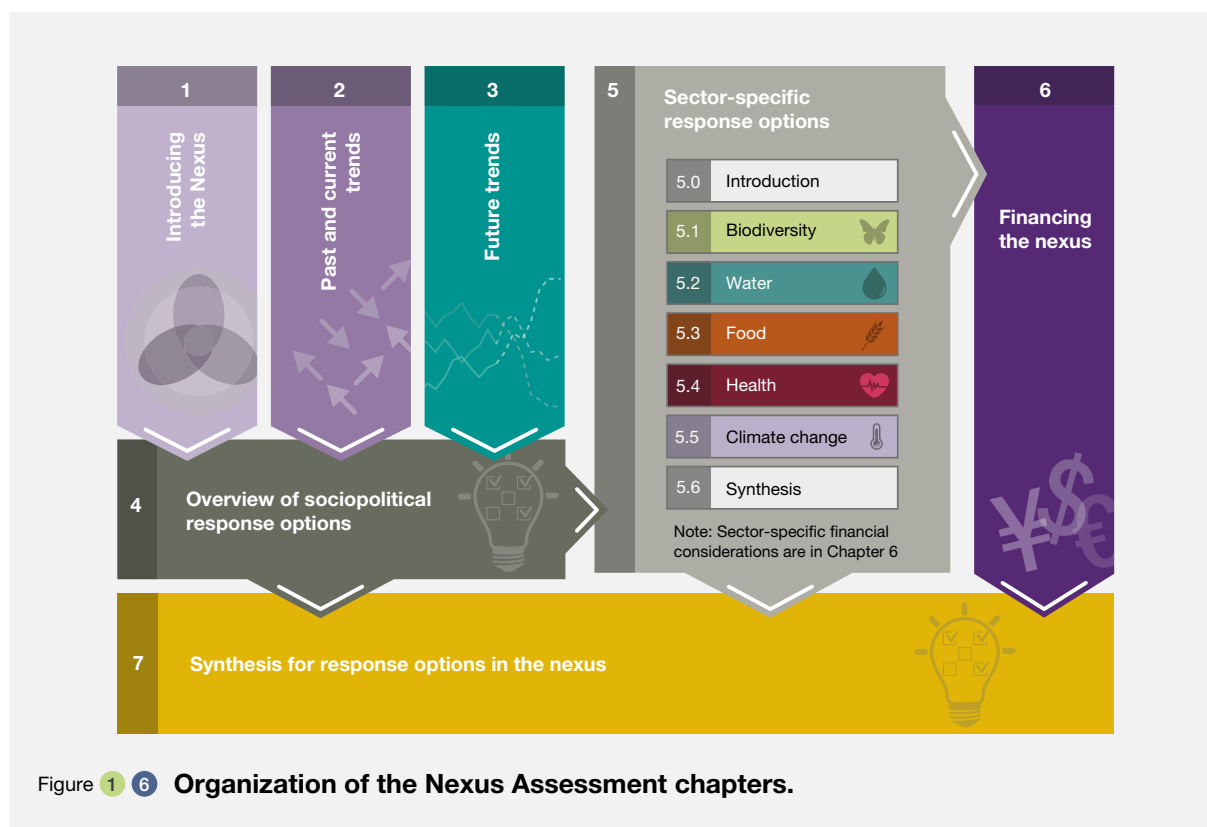 1
Introducing
the Nexus
2
Past and current
trends
3
Future trends
4
Overview of sociopolitical
response options
5
Sector-specific
response options
5.0 Introduction
5.1 Biodiversity
5.2 Water
5.3 Food
5.4 Health
5.5 Climate change
5.6 Synthesis
Note: Sector-specific financial
considerations are in Chapter 6
6
Financing
the nexus
¥$€
7
Synthesis for response options in the nexus
Figure 1 6 Organization of the Nexus Assessment chapters.